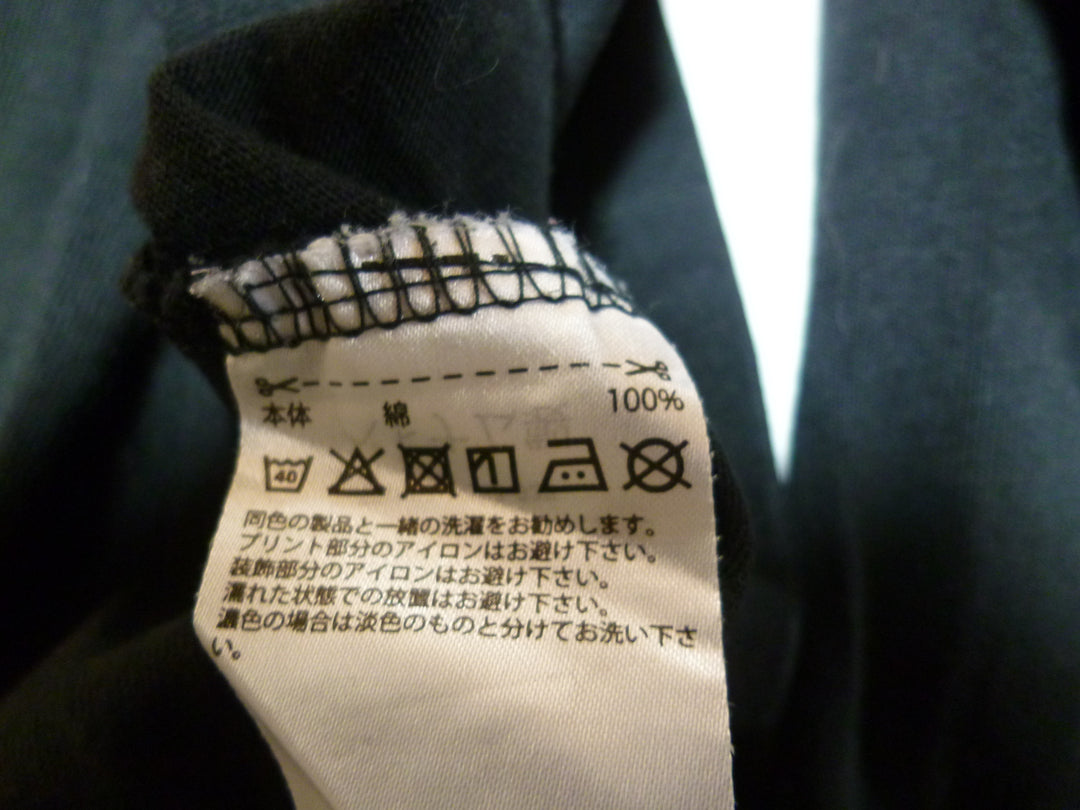 本体 綿 100%
40
同色の製品と一緒の洗濯をお勧めします。
プリント部分のアイロンはお避け下さい。
装飾部分のアイロンはお避け下さい。
濡れた状態での放置はお避け下さい。
濃色の場合は淡色のものと分けてお洗い下さ
い。